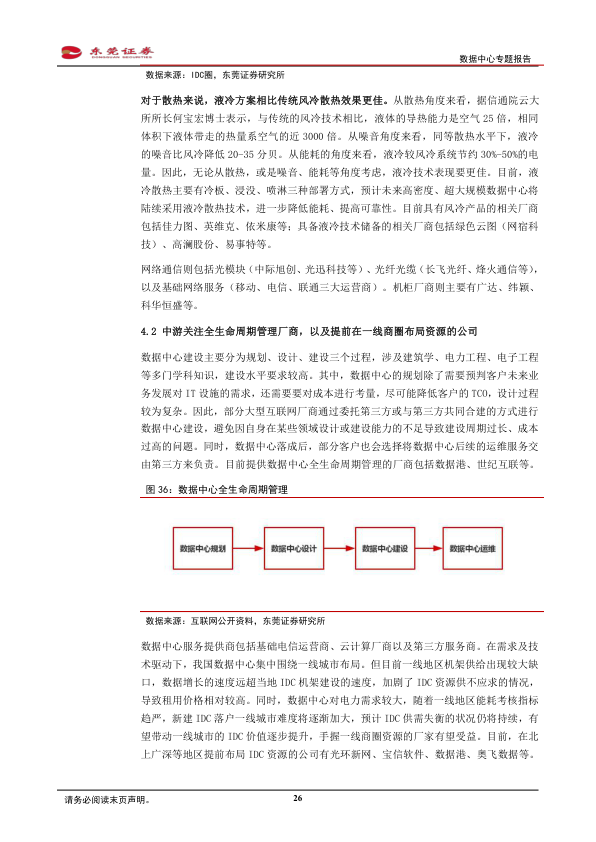 东莞证券
DONGGUAN SECURITIES
数据中心专题报告
数据来源：IDC圈，东莞证券研究所
对于散热来说，液冷方案相比传统风冷散热效果更佳。从散热角度来看，据信通院云大
所所长何宝宏博士表示，与传统的风冷技术相比，液体的导热能力是空气 25 倍，相同
体积下液体带走的热量系空气的近 3000 倍。从噪音角度来看，同等散热水平下，液冷
的噪音比风冷降低 20-35 分贝。从能耗的角度来看，液冷较风冷系统节约 30%-50%的电
量。因此，无论从散热，或是噪音、能耗等角度考虑，液冷技术表现要更佳。目前，液
冷散热主要有冷板、浸没、喷淋三种部署方式，预计未来高密度、超大规模数据中心将
陆续采用液冷散热技术，进一步降低能耗、提高可靠性。目前具有风冷产品的相关厂商
包括佳力图、英维克、依米康等；具备液冷技术储备的相关厂商包括绿色云图（网宿科
技）、高澜股份、易事特等。
网络通信则包括光模块（中际旭创、光迅科技等）、光纤光缆（长飞光纤、烽火通信等），
以及基础网络服务（移动、电信、联通三大运营商）。机柜厂商则主要有广达、纬颖、
科华恒盛等。
4.2 中游关注全生命周期管理厂商，以及提前在一线商圈布局资源的公司
数据中心建设主要分为规划、设计、建设三个过程，涉及建筑学、电力工程、电子工程
等多门学科知识，建设水平要求较高。其中，数据中心的规划除了需要预判客户未来业
务发展对 IT 设施的需求，还需要要对成本进行考量，尽可能降低客户的 TCO，设计过程
较为复杂。因此，部分大型互联网厂商通过委托第三方或与第三方共同合建的方式进行
数据中心建设，避免因自身在某些领域设计或建设能力的不足导致建设周期过长、成本
过高的问题。同时，数据中心落成后，部分客户也会选择将数据中心后续的运维服务交
由第三方来负责。目前提供数据中心全生命周期管理的厂商包括数据港、世纪互联等。
图 36：数据中心全生命周期管理
数据中心规划 数据中心设计 数据中心建设 数据中心运维
数据来源：互联网公开资料，东莞证券研究所
数据中心服务提供商包括基础电信运营商、云计算厂商以及第三方服务商。在需求及技
术驱动下，我国数据中心集中围绕一线城市布局。但目前一线地区机架供给出现较大缺
口，数据增长的速度远超当地 IDC 机架建设的速度，加剧了 IDC 资源供不应求的情况，
导致租用价格相对较高。同时，数据中心对电力需求较大，随着一线地区能耗考核指标
趋严，新建 IDC 落户一线城市难度将逐渐加大，预计 IDC 供需失衡的状况仍将持续，有
望带动一线城市的 IDC 价值逐步提升，手握一线商圈资源的厂家有望受益。目前，在北
上广深等地区提前布局 IDC 资源的公司有光环新网、宝信软件、数据港、奥飞数据等。
请务必阅读末页声明。
26